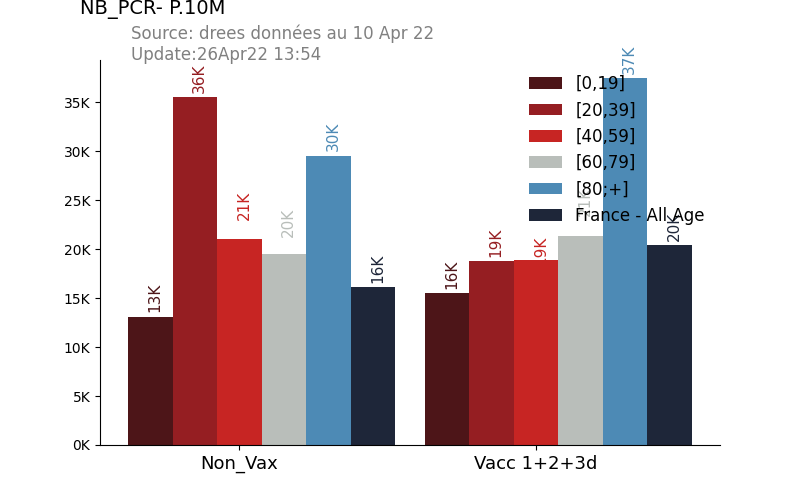 NB_PCR- P.10M
Source: drees données au 10 Apr 22
Update:26Apr22 13:54
35K
30K
25K
20K
15K
10K
5K
0K
13K
36K
21K
20K
30K
16K
16K
19K
9K
37K
20K
[0,19]
[20,39]
[40,59]
[60,79]
[80;+]
France - All Age
Non_Vax
Vacc 1+2+3d